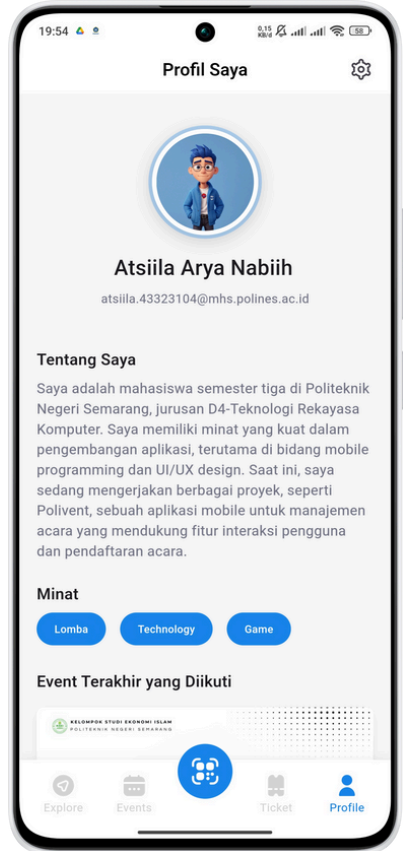 19:54
0,15
KB/d
58
Profil Saya
Atsiila Arya Nabiih
atsiila.43323104@mhs.polines.ac.id
Tentang Saya
Saya adalah mahasiswa semester tiga di Politeknik
Negeri Semarang, jurusan D4-Teknologi Rekayasa
Komputer. Saya memiliki minat yang kuat dalam
pengembangan aplikasi, terutama di bidang mobile
programming dan UI/UX design. Saat ini, saya
sedang mengerjakan berbagai proyek, seperti
Polivent, sebuah aplikasi mobile untuk manajemen
acara yang mendukung fitur interaksi pengguna
dan pendaftaran acara.
Minat
Lomba
Technology
Game
Event Terakhir yang Diikuti
KELOMPOK STUDI EKONOMI ISLAM
POLITEKNIK NEGERI SEMARANG
Explore
Events
Ticket
Profile